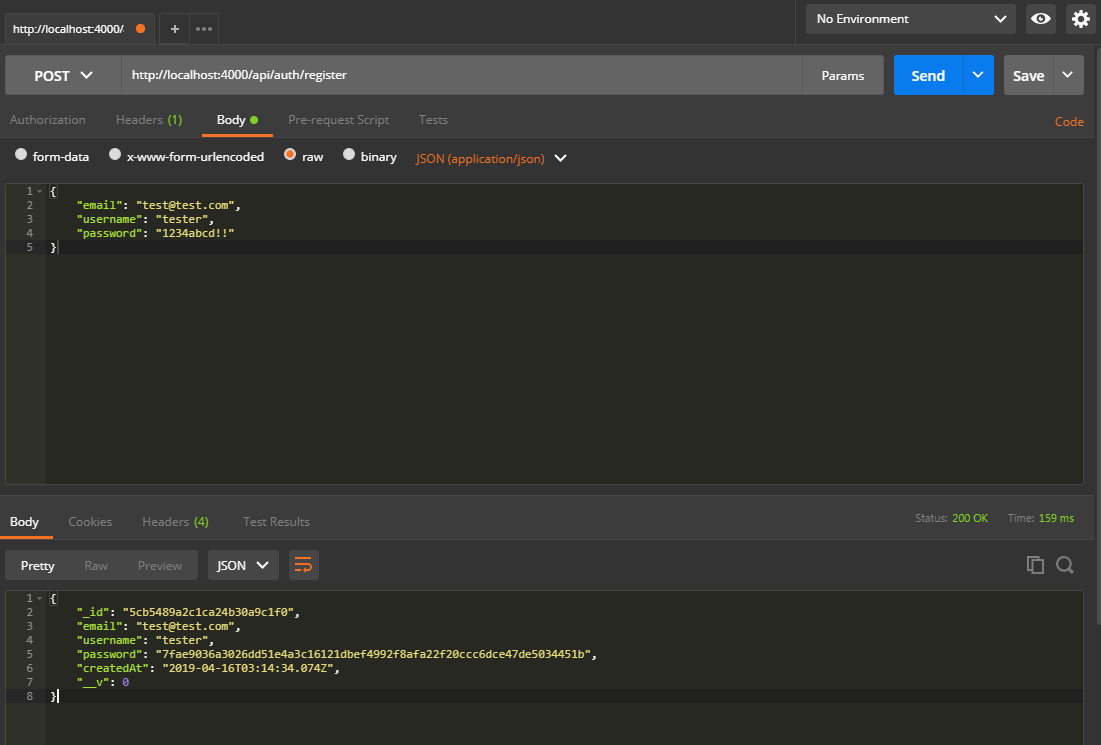 http://localhost:4000/
+
No Environment
POST
http://localhost:4000/api/auth/register
Params
Send
Save
Authorization
Headers (1)
Body
Pre-request Script
Tests
Code
form-data
x-www-form-urlencoded
raw
binary
JSON (application/json)
1 {
2 "email": "test@test.com",
3 "username": "tester",
4 "password": "1234abcd!!"
5 }
Body
Cookies
Headers (4)
Test Results
Status: 200 OK
Time: 159 ms
Pretty
Raw
Preview
JSON
1 {
2 "_id": "5cb5489a2c1ca24b30a9c1f0",
3 "email": "test@test.com",
4 "username": "tester",
5 "password": "7fae9036a3026dd51e4a3c16121dbef4992f8afa22f20ccc6dce47de5034451b",
6 "createdAt": "2019-04-16T03:14:34.074Z",
7 "__v": 0
8 }